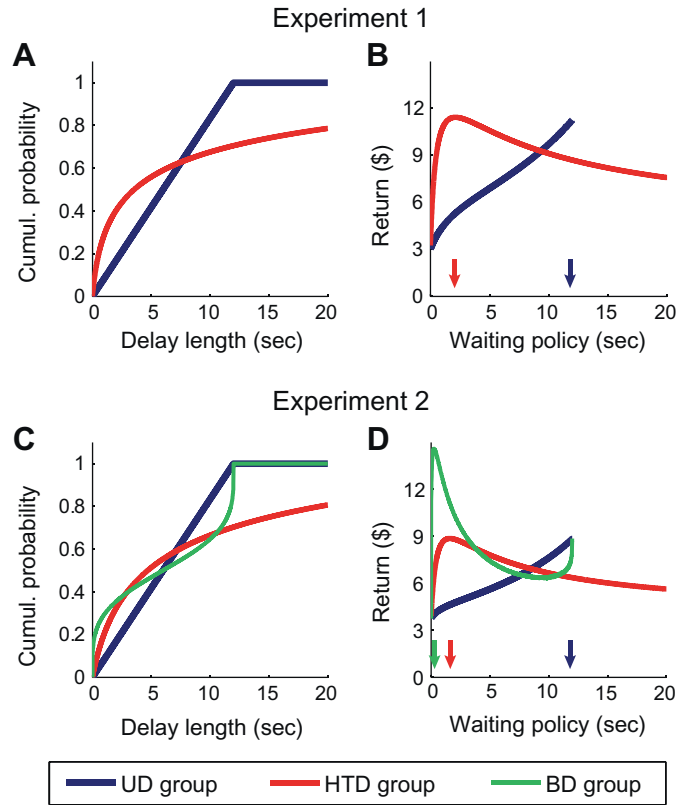 Experiment 1
A
B
Cumul. probability
1
0.8
0.6
0.4
0.2
0
0 5 10 15 20
Delay length (sec)
Return ($)
12
9
6
3
0
0 5 10 15 20
Waiting policy (sec)
Experiment 2
C
D
Cumul. probability
1
0.8
0.6
0.4
0.2
0
0 5 10 15 20
Delay length (sec)
Return ($)
12
9
6
3
0
0 5 10 15 20
Waiting policy (sec)
UD group HTD group BD group